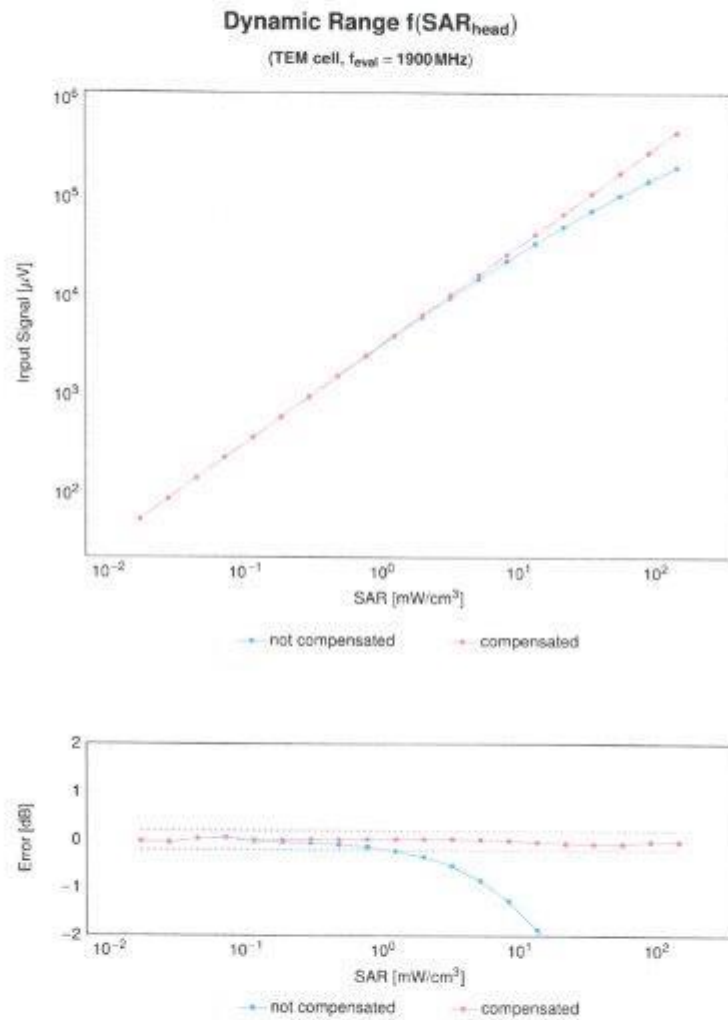 Dynamic Range f(SAR_head)
(TEM cell, f_eval = 1900 MHz)
10⁶
10⁵
10⁴
10³
10²
Input Signal [µV]
10⁻² 10⁻¹ 10⁰ 10¹ 10²
SAR [mW/cm³]
not compensated compensated
2
1
0
-1
-2
Error [dB]
10⁻² 10⁻¹ 10⁰ 10¹ 10²
SAR [mW/cm³]
not compensated compensated